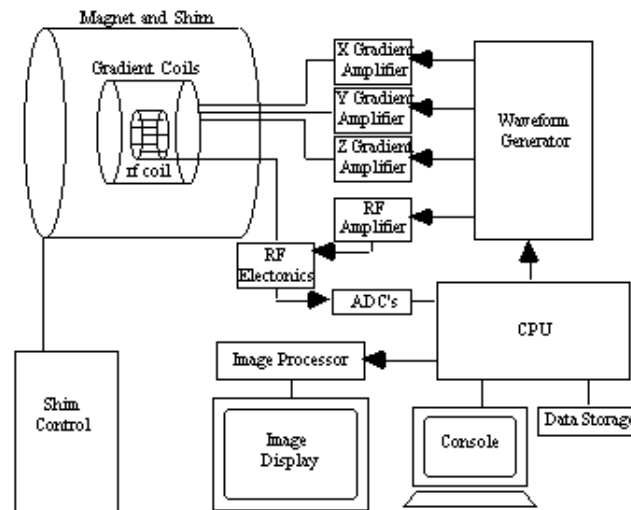 Magnet and Shim
Gradient Coils
rf coil
X Gradient
Amplifier
Y Gradient
Amplifier
Z Gradient
Amplifier
Waveform
Generator
RF
Amplifier
RF
Electonics
ADC's
CPU
Image Processor
Shim
Control
Image
Display
Console
Data Storage